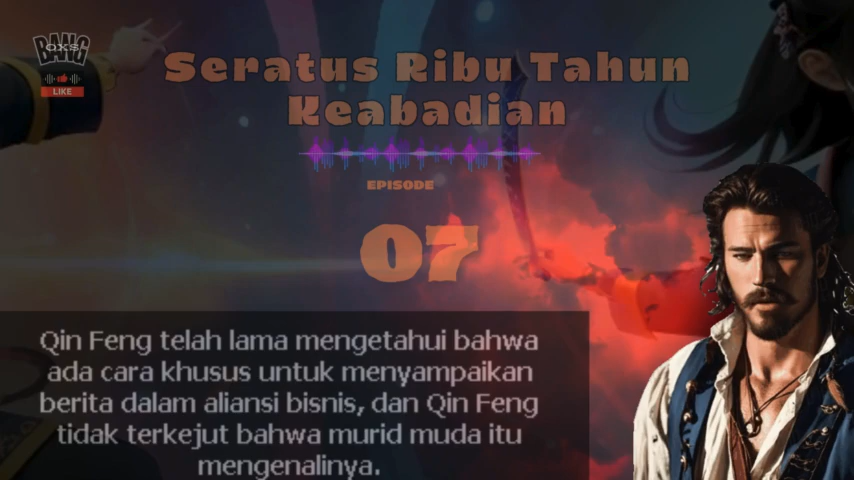 BANG
OXS
LIKE
Seratus Ribu Tahun
Keabadian
EPISODE
07
Qin Feng telah lama mengetahui bahwa
ada cara khusus untuk menyampaikan
berita dalam aliansi bisnis, dan Qin Feng
tidak terkejut bahwa murid muda itu
mengenalinya.